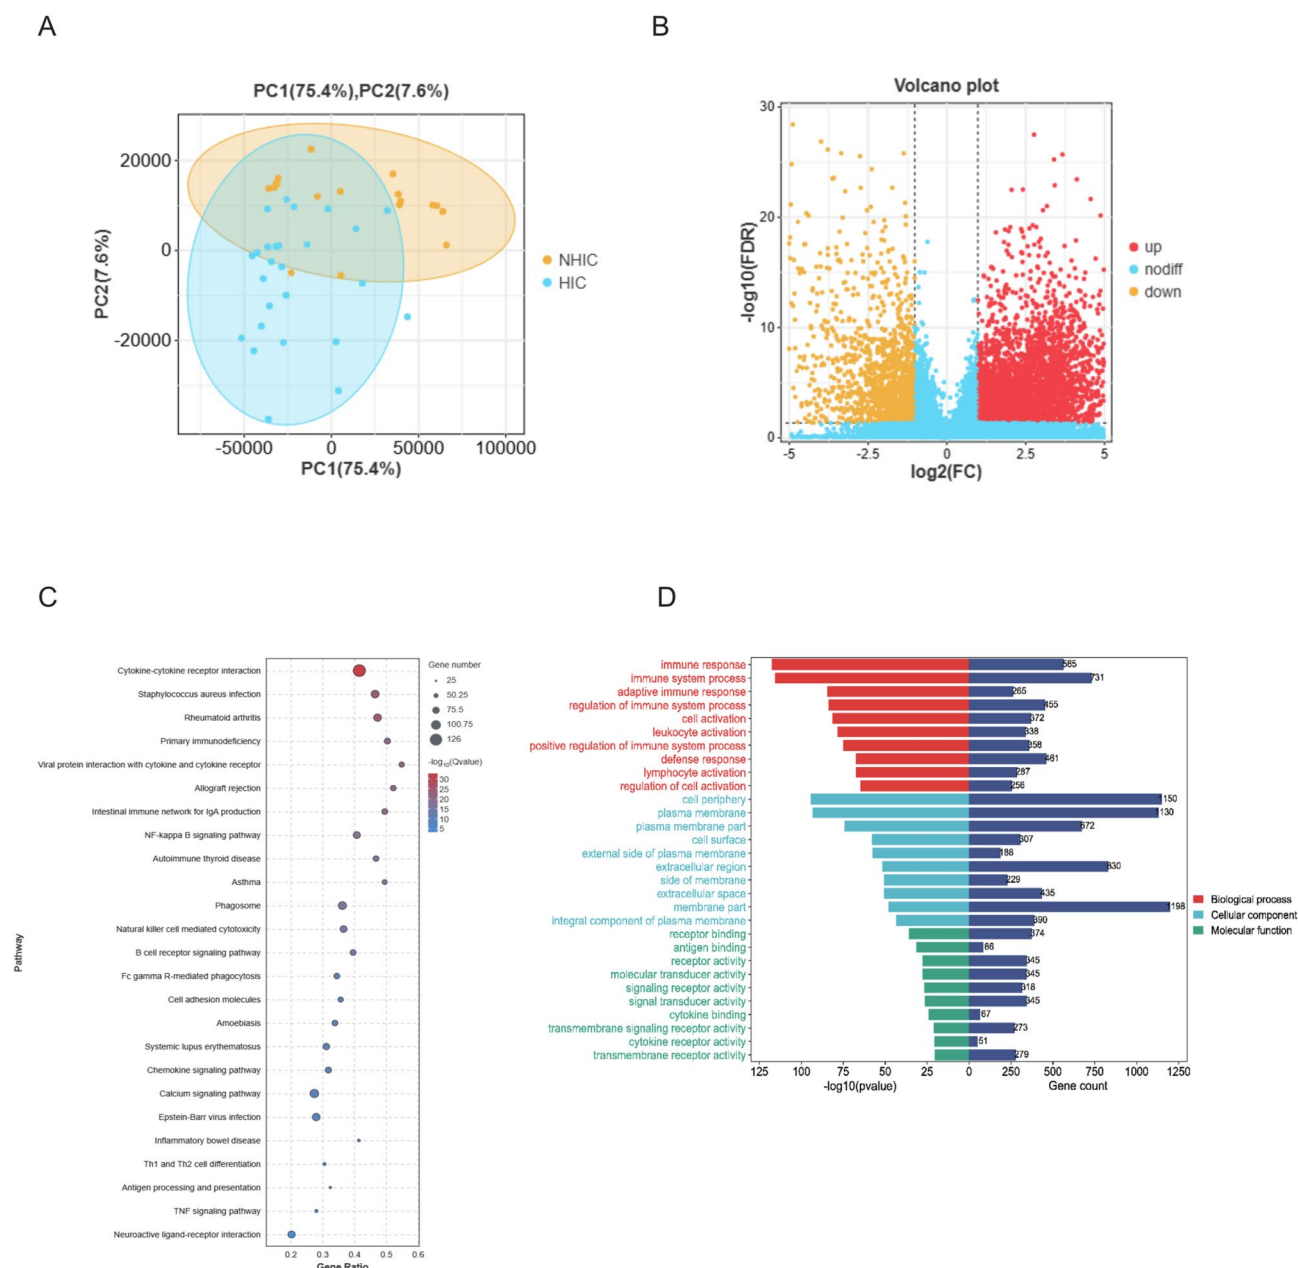 A
B
PC1(75.4%),PC2(7.6%)
20000
0
-20000
-50000
0
50000
100000
PC1(75.4%)
PC2(7.6%)
NHIC
HIC
Volcano plot
30
20
10
0
-5
-2.5
0
2.5
5
log2(FC)
-log10(FDR)
up
nodiff
down
C
D
Pathway
Cytokine-cytokine receptor interaction
Staphylococcus aureus infection
Rheumatoid arthritis
Primary immunodeficiency
Viral protein interaction with cytokine and cytokine receptor
Allograft rejection
Intestinal immune network for IgA production
NF-kappa B signaling pathway
Autoimmune thyroid disease
Asthma
Phagosome
Natural killer cell mediated cytotoxicity
B cell receptor signaling pathway
Fc gamma R-mediated phagocytosis
Cell adhesion molecules
Amoebiasis
Systemic lupus erythematosus
Chemokine signaling pathway
Calcium signaling pathway
Epstein-Barr virus infection
Inflammatory bowel disease
Th1 and Th2 cell differentiation
Antigen processing and presentation
TNF signaling pathway
Neuroactive ligand-receptor interaction
0.2
0.3
0.4
0.5
0.6
Gene Ratio
Gene number
25
50.25
75.5
100.75
126
-log10(Qvalue)
30
25
20
15
10
5
immune response 565
immune system process 731
adaptive immune response 265
regulation of immune system process 455
cell activation 372
leukocyte activation 338
positive regulation of immune system process 358
defense response 461
lymphocyte activation 287
regulation of cell activation 256
cell periphery 1150
plasma membrane 1130
plasma membrane part 672
cell surface 307
external side of plasma membrane 188
extracellular region 830
side of membrane 229
extracellular space 435
membrane part 1198
integral component of plasma membrane 390
receptor binding 374
antigen binding 86
receptor activity 345
molecular transducer activity 345
signaling receptor activity 318
signal transducer activity 345
cytokine binding 67
transmembrane signaling receptor activity 273
cytokine receptor activity 51
transmembrane receptor activity 279
125 100 75 50 25 0 250 500 750 1000 1250
-log10(pvalue)
Gene count
Biological process
Cellular component
Molecular function